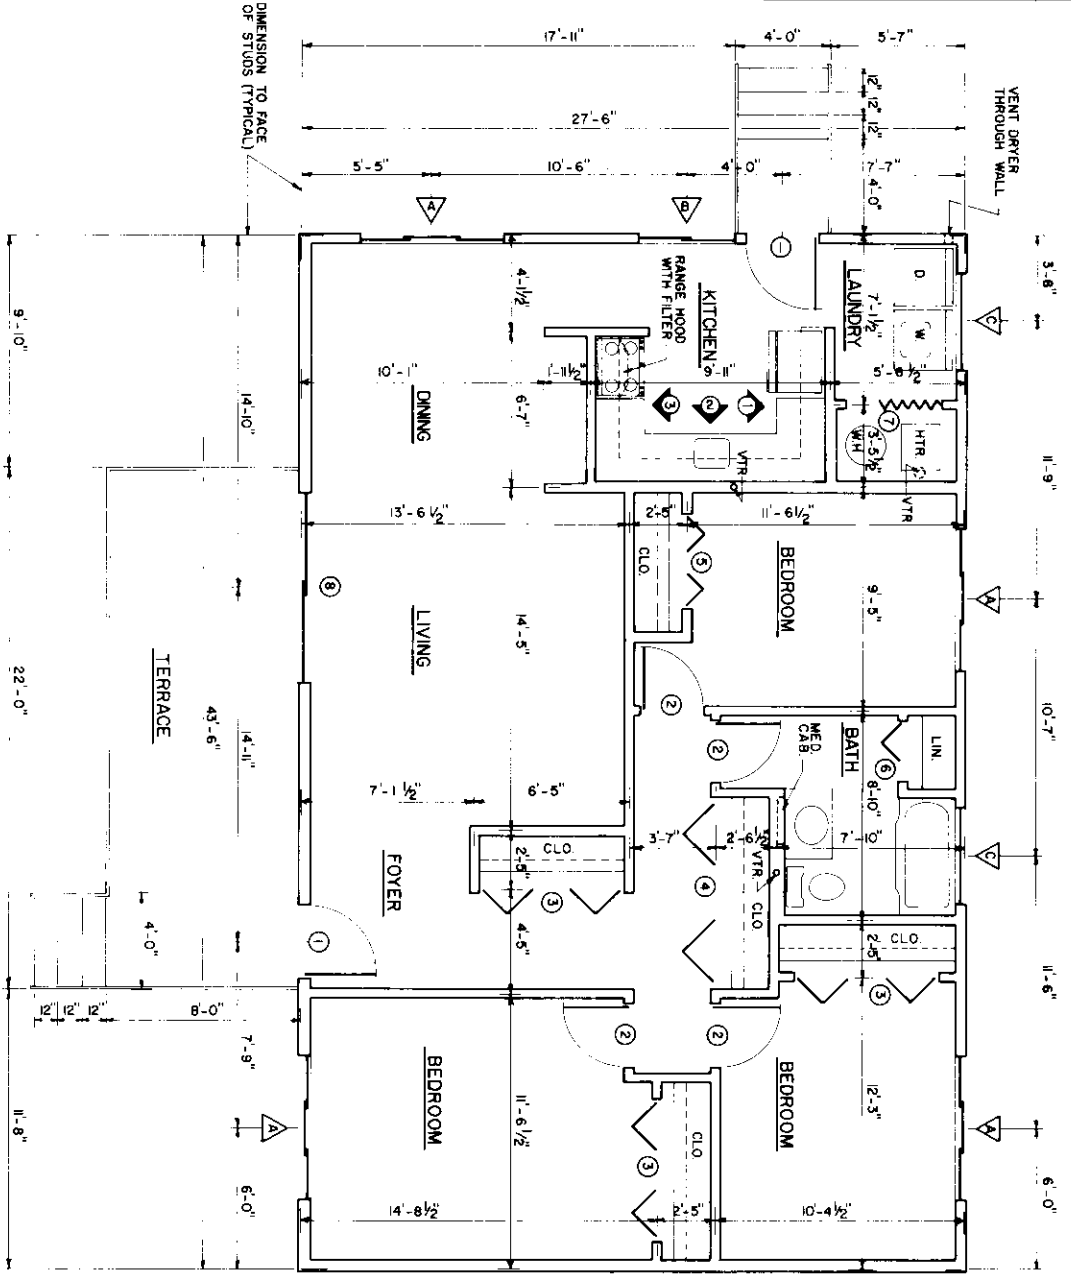 DIMENSION TO FACE
OF STUDS (TYPICAL)
VENT DRYER
THROUGH WALL
17'-11"
4'-0"
5'-7"
27'-6"
12"
12"
12"
5'-5"
10'-6"
4'-0"
7'-7"
4'-0"
A
B
1
C
A
C
A
A
3'-8"
11'-9"
10'-7"
11'-6"
6'-0"
LAUNDRY
D.
W.
7'-1 1/2"
5'-6 1/2"
7
HTR.
W.H
3'-5 1/2"
VTR
KITCHEN
RANGE HOOD
WITH FILTER
9'-11"
1
2
3
VTR
4'-1 1/2"
1'-11 1/2"
6'-7"
10'-1"
DINING
13'-6 1/2"
2'-5"
11'-6 1/2"
CLO.
5
BEDROOM
9'-5"
8
LIVING
14'-5"
2
2
MED.
CAB.
BATH
6
LIN.
8'-10"
7'-10"
7'-1 1/2"
6'-5"
3'-7"
2'-6 1/2"
VTR
CLO.
4
CLO.
2'-5"
3
4'-5"
FOYER
1
CLO.
2'-5"
3
2
2
BEDROOM
11'-6 1/2"
14'-8 1/2"
CLO.
3
2'-5"
BEDROOM
12'-3"
10'-4 1/2"
TERRACE
4'-0"
12"
12"
12"
8'-0"
9'-10"
22'-0"
11'-8"
43'-6"
14'-10"
14'-11"
7'-9"
6'-0"